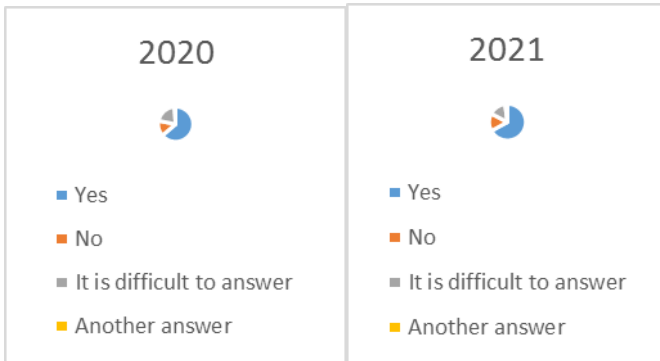 2020
Yes
No
It is difficult to answer
Another answer
2021
Yes
No
It is difficult to answer
Another answer